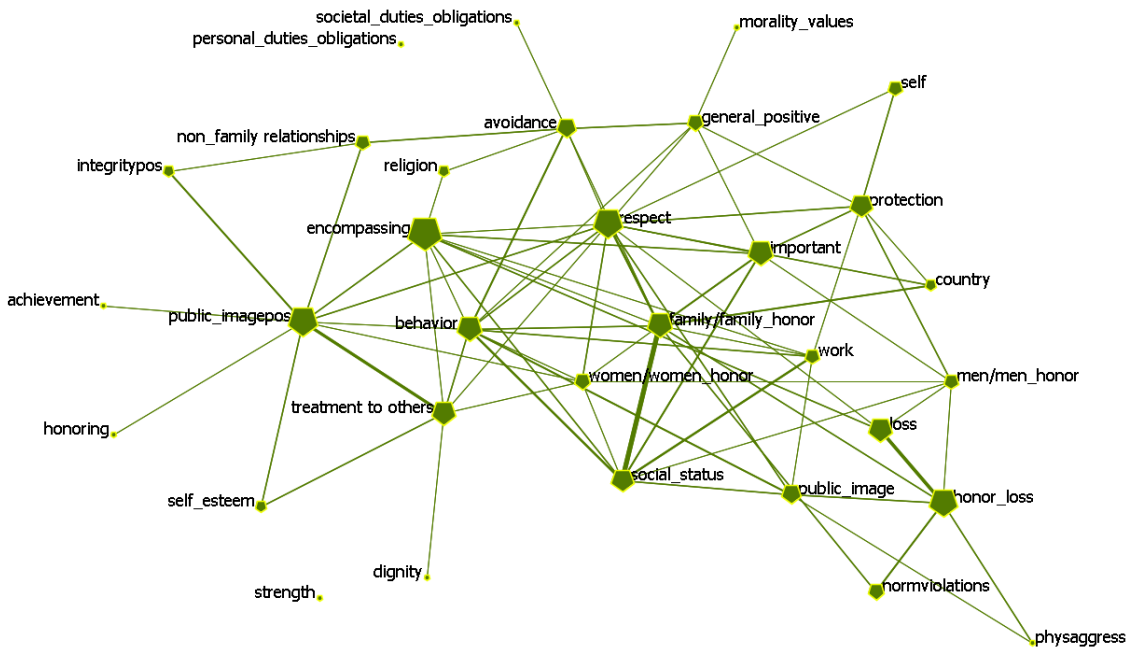 societal_duties_obligations
morality_values
personal_duties_obligations
self
general_positive
avoidance
non_family relationships
integritypos
religion
protection
respect
encompassing
important
country
achievement
public_imagepos
behavior
family/family_honor
work
women/women_honor
men/men_honor
treatment to others
loss
honoring
social_status
public_image
honor_loss
self_esteem
dignity
normviolations
strength
physaggress